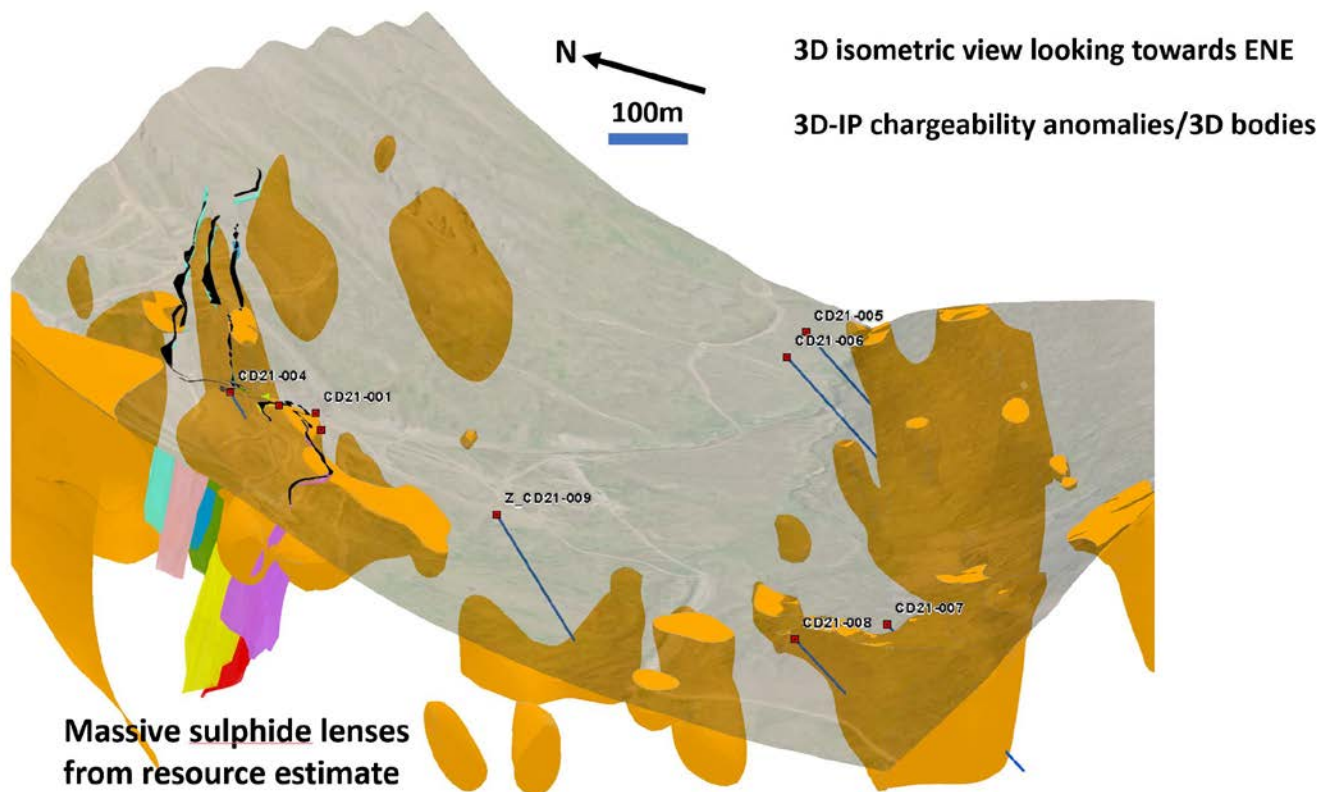 N
3D isometric view looking towards ENE
100m
3D-IP chargeability anomalies/3D bodies
CD21-005
CD21-006
CD21-004
CD21-001
Z_CD21-009
CD21-007
CD21-008
Massive sulphide lenses
from resource estimate